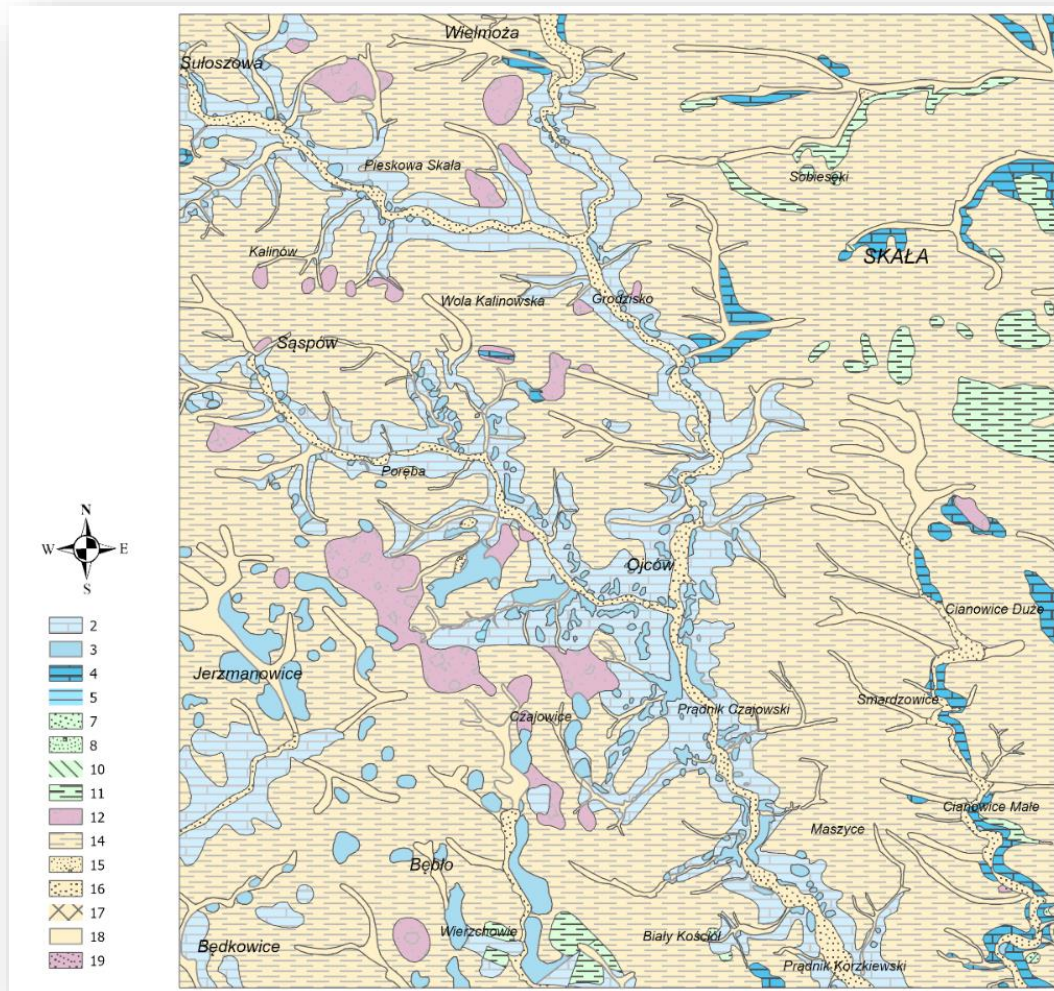 Wielmoża
Sułoszowa
Pieskowa Skała
Sobiesęki
Kalinów
SKAŁA
Wola Kalinowska
Grodzisko
Sąspów
Poręba
N
W
E
S
Ojców
2
3
4
5
7
8
10
11
12
14
15
16
17
18
19
Cianowice Duże
Jerzmanowice
Smardzowice
Czajowice
Prądnik Czajowski
Cianowice Małe
Maszyce
Bębło
Wierzchowie
Biały Kościół
Będkowice
Prądnik Korzkiewski